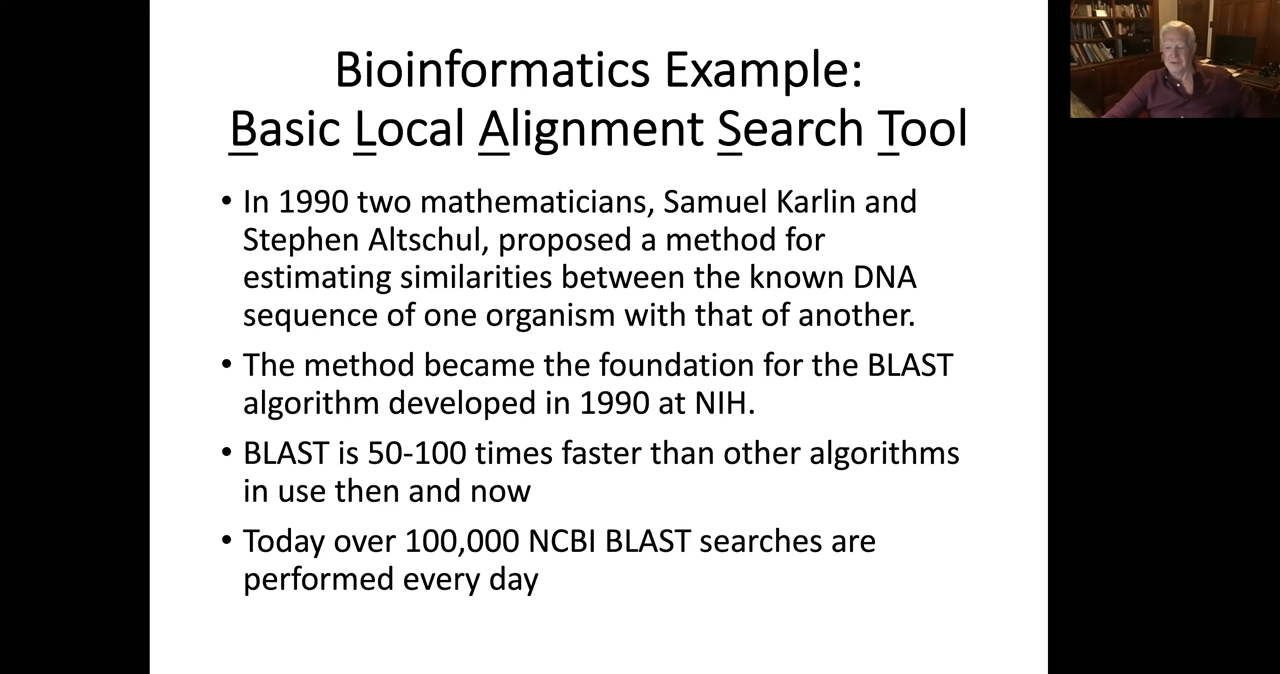 Bioinformatics Example:
Basic Local Alignment Search Tool
• In 1990 two mathematicians, Samuel Karlin and
Stephen Altschul, proposed a method for
estimating similarities between the known DNA
sequence of one organism with that of another.
• The method became the foundation for the BLAST
algorithm developed in 1990 at NIH.
• BLAST is 50-100 times faster than other algorithms
in use then and now
• Today over 100,000 NCBI BLAST searches are
performed every day